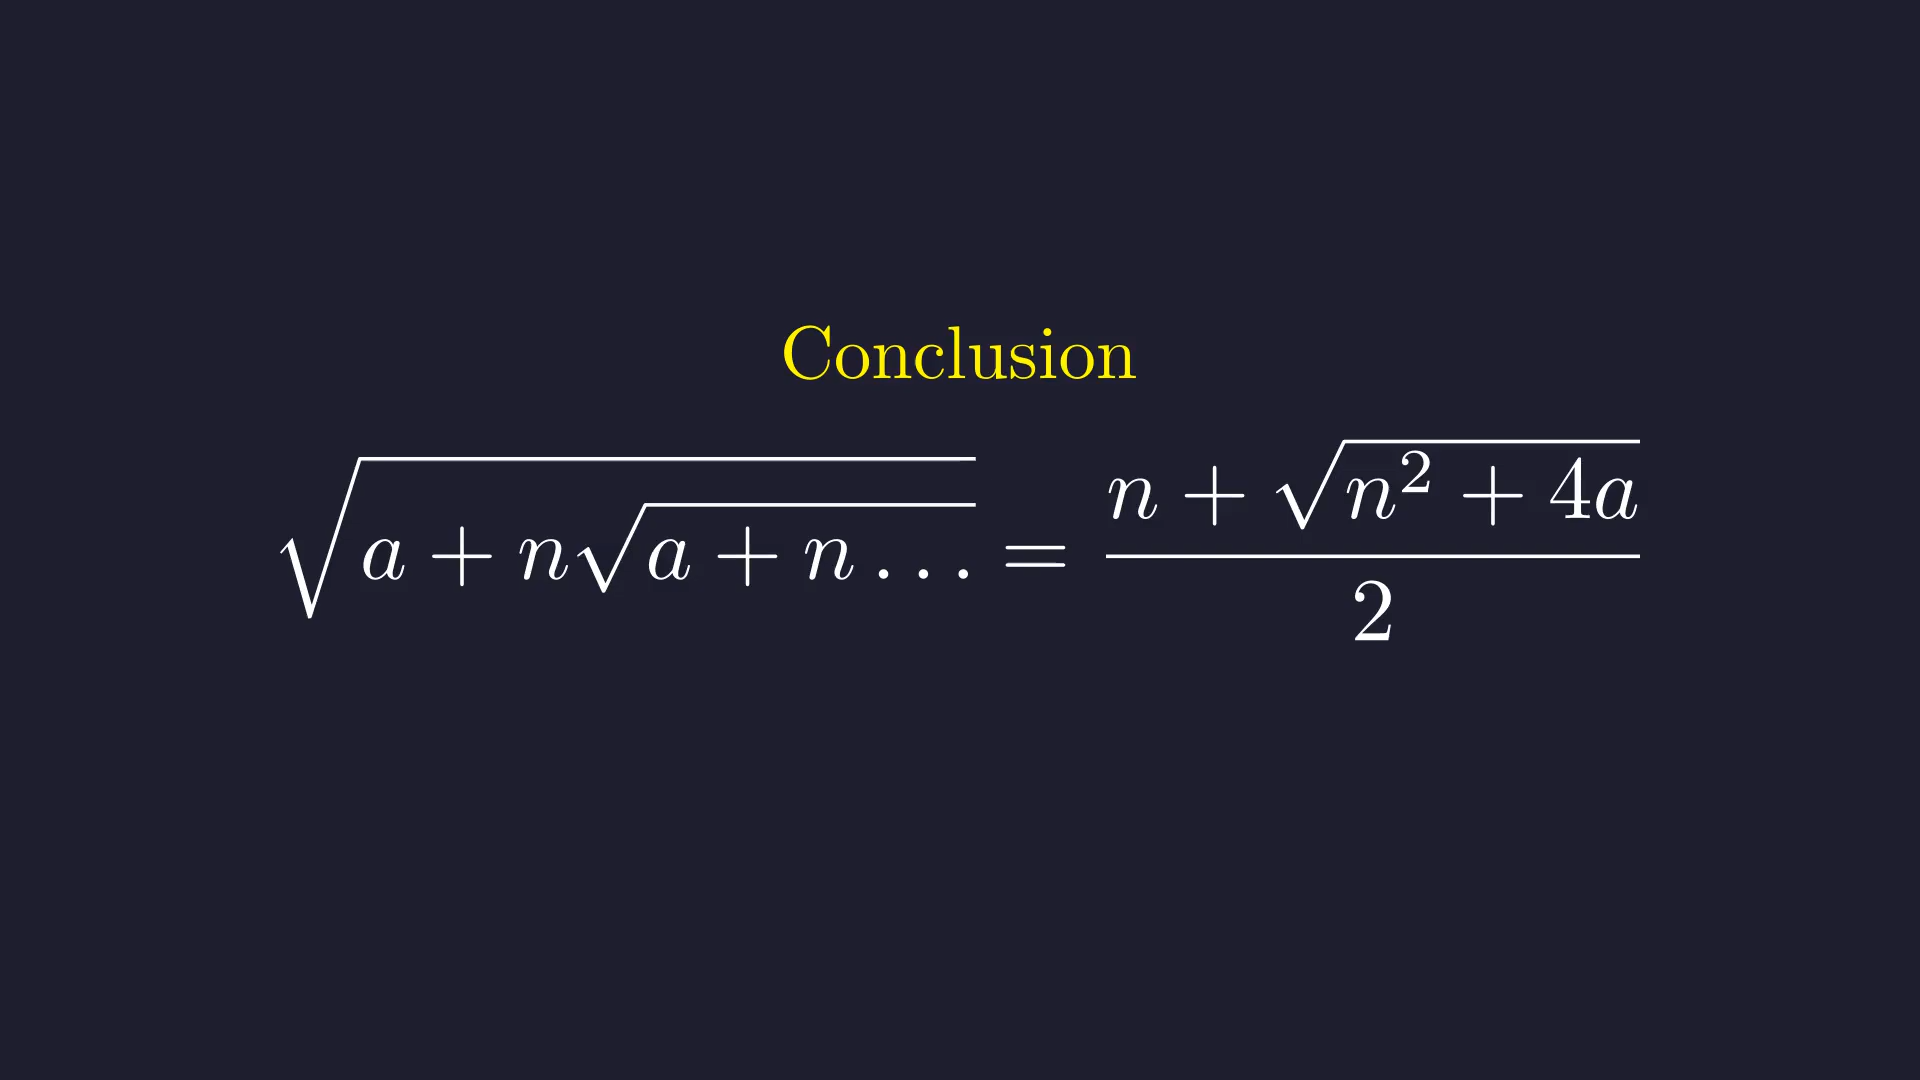 Conclusion
√(a + n√(a + n . . .)) = (n + √(n² + 4a)) / 2